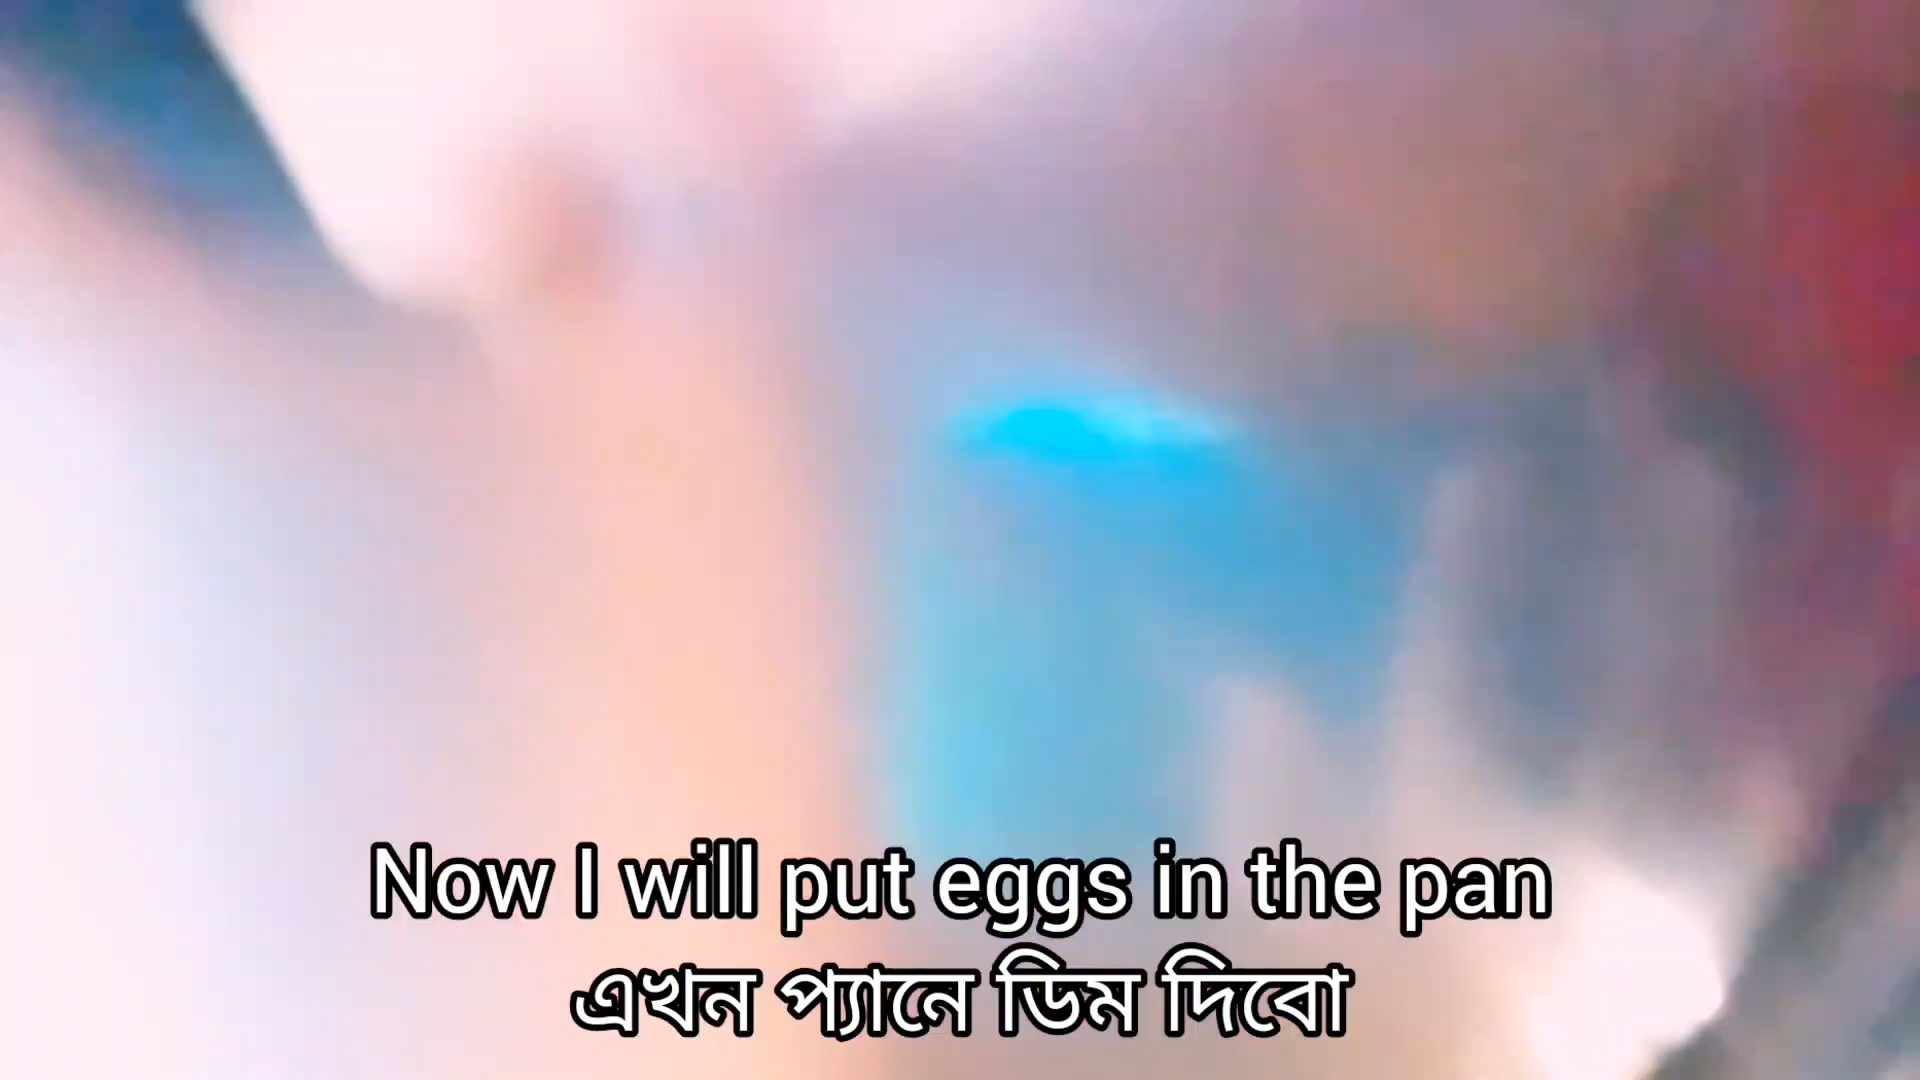 Now I will put eggs in the pan
এখন প্যানে ডিম দিবো